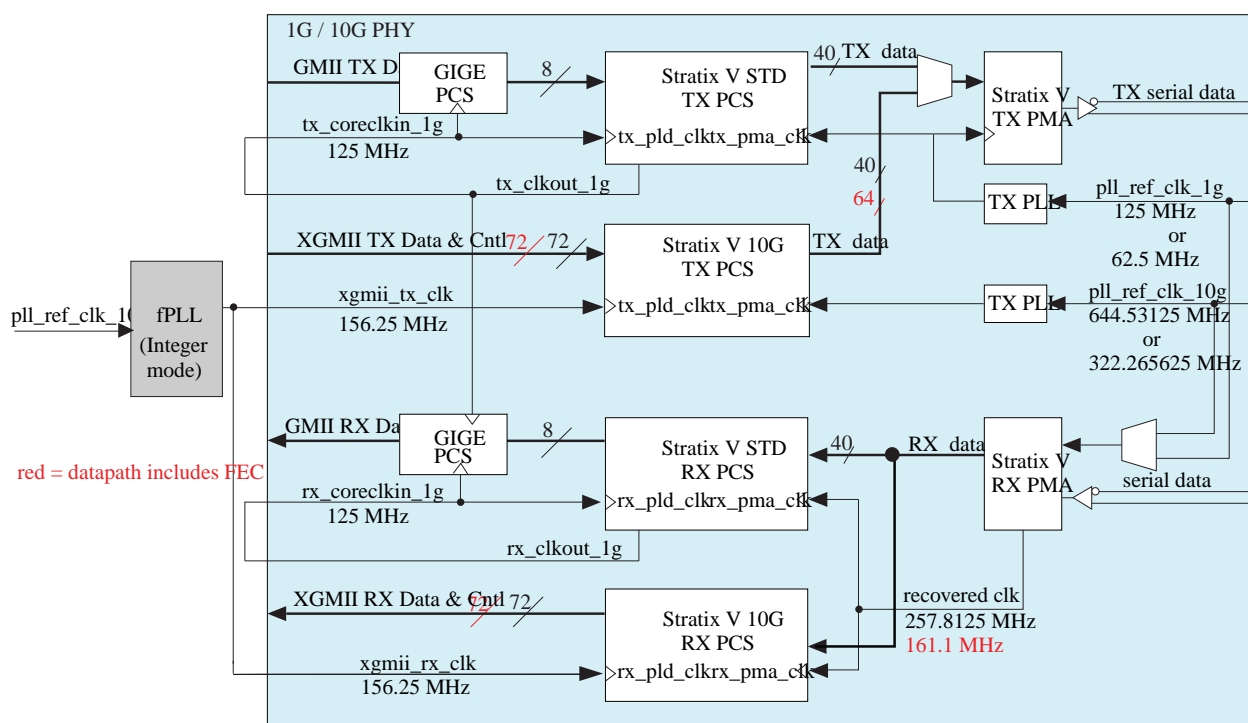 1G / 10G PHY
GMII TX D
GIGE
PCS
8
Stratix V STD
TX PCS
40
TX data
Stratix V
TX PMA
TX serial data
tx_coreclkin_1g
125 MHz
tx_pld_clk
tx_pma_clk
tx_clkout_1g
40
64
TX PLL
pll_ref_clk_1g
125 MHz
or
62.5 MHz
XGMII TX Data & Cntl
72
72
Stratix V 10G
TX PCS
TX data
xgmii_tx_clk
156.25 MHz
tx_pld_clk
tx_pma_clk
TX PLL
pll_ref_clk_10g
644.53125 MHz
or
322.265625 MHz
pll_ref_clk_1
fPLL
(Integer
mode)
GMII RX Da
GIGE
PCS
8
Stratix V STD
RX PCS
40
RX data
Stratix V
RX PMA
serial data
red = datapath includes FEC
rx_coreclkin_1g
125 MHz
rx_pld_clk
rx_pma_clk
rx_clkout_1g
XGMII RX Data & Cntl
72
72
Stratix V 10G
RX PCS
recovered clk
257.8125 MHz
161.1 MHz
xgmii_rx_clk
156.25 MHz
rx_pld_clk
rx_pma_clk